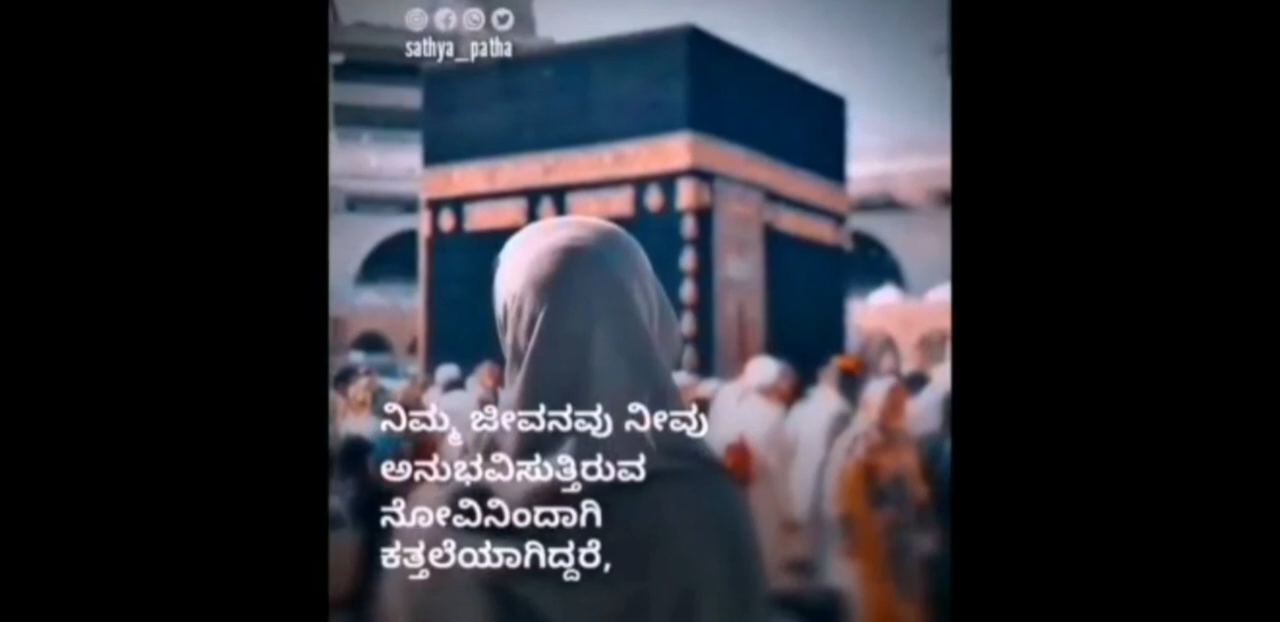 sathya_patha
ನಿಮ್ಮ ಜೀವನವು ನೀವು
ಅನುಭವಿಸುತ್ತಿರುವ
ನೋವಿನಿಂದಾಗಿ
ಕತ್ತಲೆಯಾಗಿದ್ದರೆ,